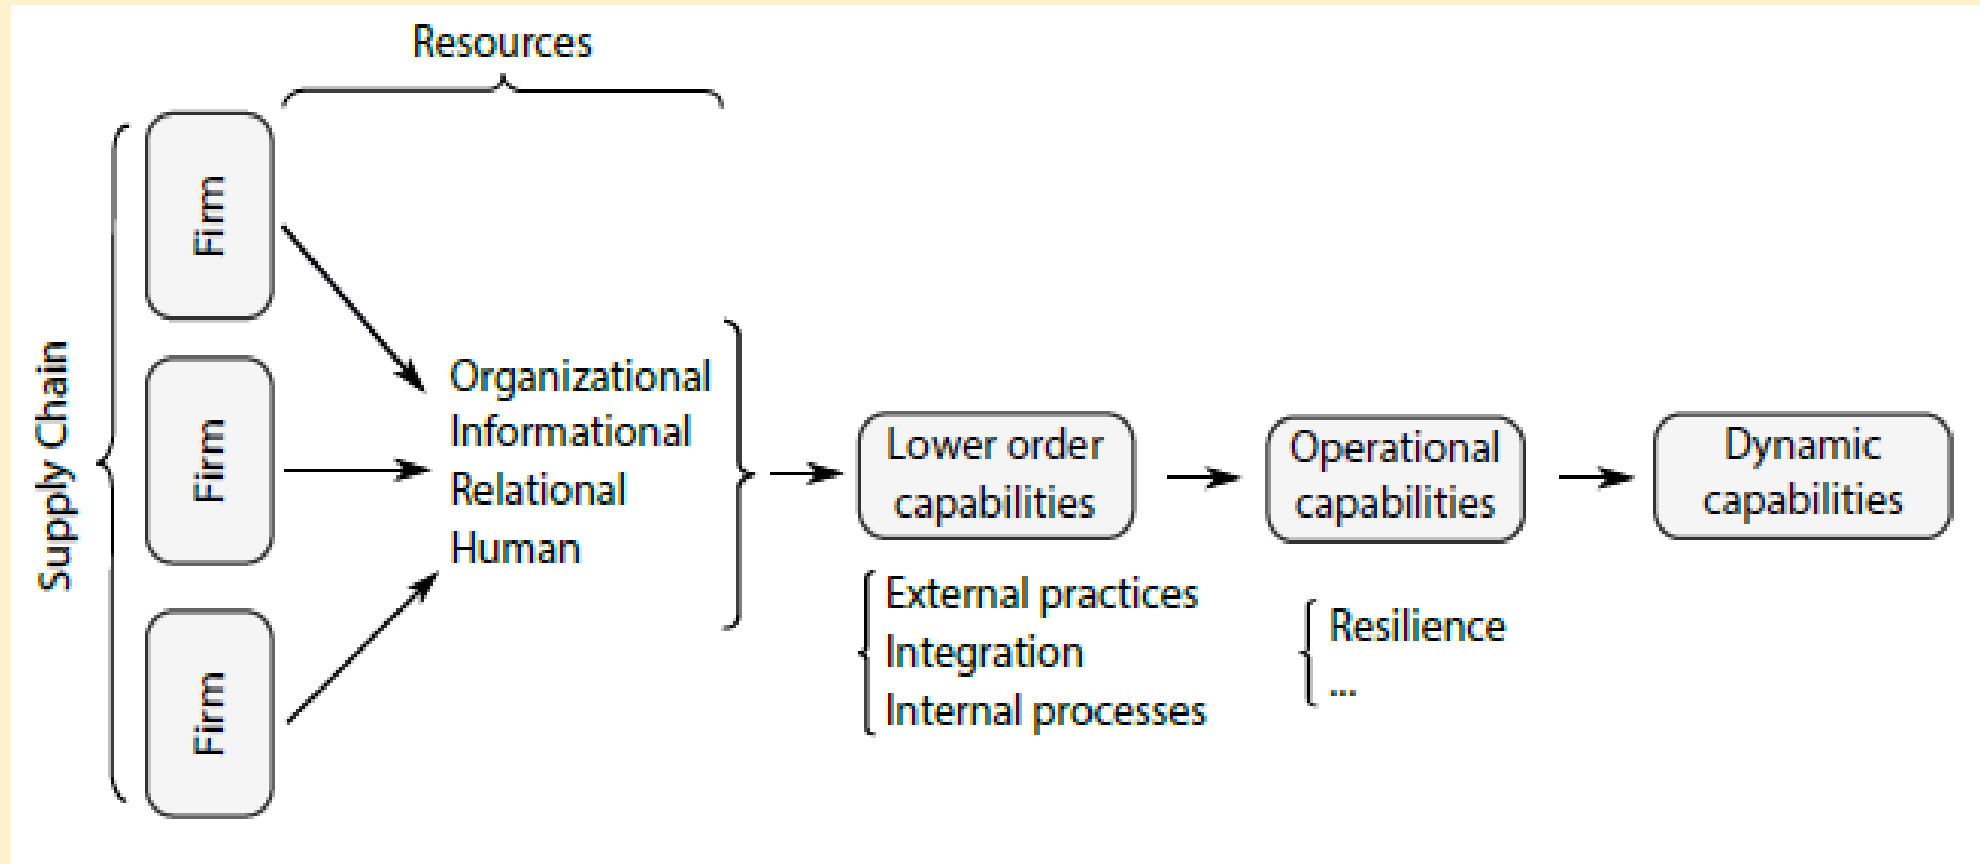 Resources
Supply Chain
Firm
Firm
Firm
Organizational
Informational
Relational
Human
Lower order
capabilities
External practices
Integration
Internal processes
Operational
capabilities
Resilience
...
Dynamic
capabilities